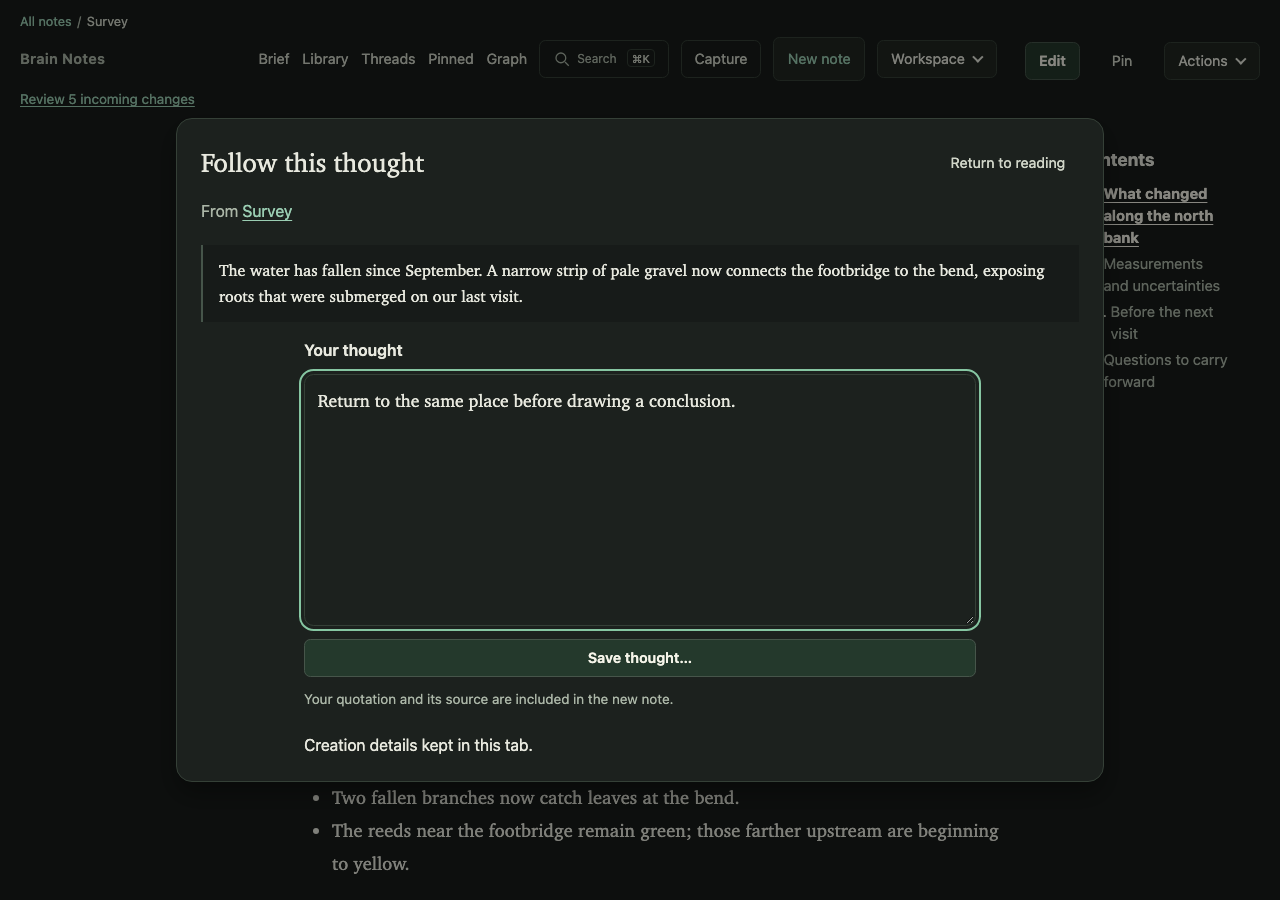 All notes / Survey
Brain Notes
Brief Library Threads Pinned Graph Search ⌘K Capture New note Workspace Edit Pin Actions
Review 5 incoming changes
Follow this thought
Return to reading
From Survey
The water has fallen since September. A narrow strip of pale gravel now connects the footbridge to the bend, exposing
roots that were submerged on our last visit.
Your thought
Return to the same place before drawing a conclusion.
Save thought...
Your quotation and its source are included in the new note.
Creation details kept in this tab.
ntents
What changed
along the north
bank
Measurements
and uncertainties
. Before the next
visit
Questions to carry
forward
Two fallen branches now catch leaves at the bend.
The reeds near the footbridge remain green; those farther upstream are beginning
to yellow.